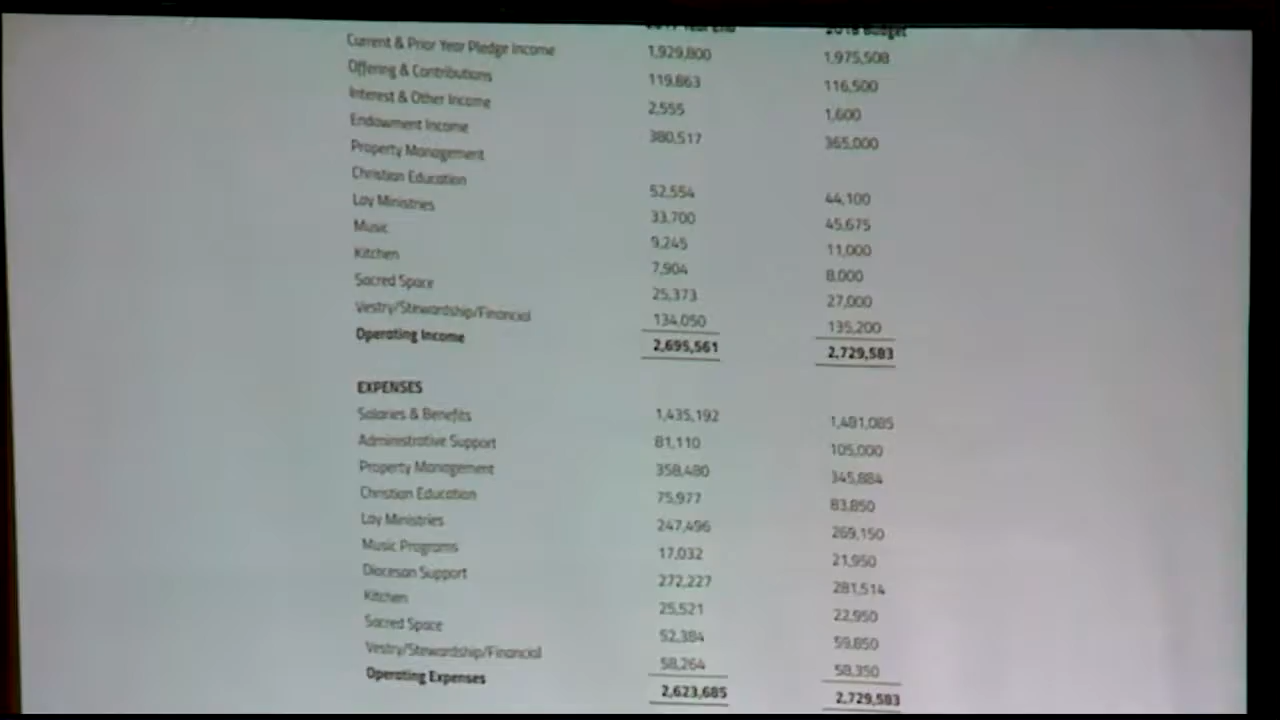 2017 Year End 2018 Budget
Current & Prior Year Pledge Income 1,929,800 1,975,508
Offering & Contributions 119,863 116,500
Interest & Other Income 2,555 1,600
Endowment Income 380,517 365,000
Property Management
Christian Education 52,554 44,100
Lay Ministries 33,700 45,675
Music 9,245 11,000
Kitchen 7,904 8,000
Sacred Space 25,373 27,000
Vestry/Stewardship/Financial 134,050 135,200
Operating Income 2,695,561 2,729,583
EXPENSES
Salaries & Benefits 1,435,192 1,481,085
Administrative Support 81,110 105,000
Property Management 358,480 345,884
Christian Education 75,977 83,850
Lay Ministries 247,496 269,150
Music Programs 17,032 21,950
Diocesan Support 272,227 281,514
Kitchen 25,521 22,950
Sacred Space 52,384 59,850
Vestry/Stewardship/Financial 58,264 58,350
Operating Expenses 2,623,685 2,729,583